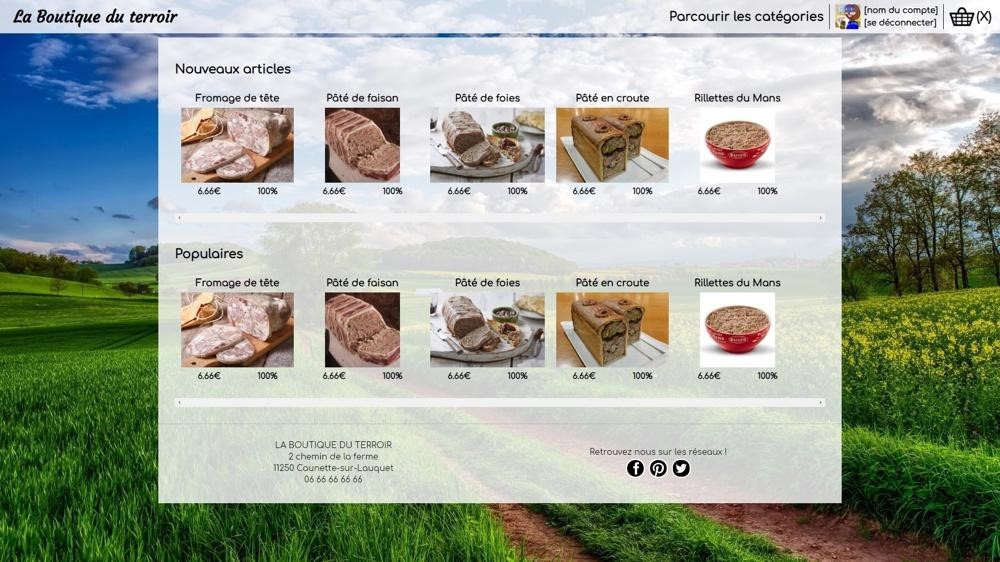 La Boutique du terroir
Parcourir les catégories
[nom du compte]
[se déconnecter]
(X)
Nouveaux articles
Fromage de tête Pâté de faisan Pâté de foies Pâté en croute Rillettes du Mans
6.66€ 100% 6.66€ 100% 6.66€ 100% 6.66€ 100% 6.66€ 100%
Populaires
Fromage de tête Pâté de faisan Pâté de foies Pâté en croute Rillettes du Mans
6.66€ 100% 6.66€ 100% 6.66€ 100% 6.66€ 100% 6.66€ 100%
LA BOUTIQUE DU TERROIR
2 chemin de la ferme
11250 Caunette-sur-Lauquet
06 66 66 66 66
Retrouvez nous sur les réseaux !